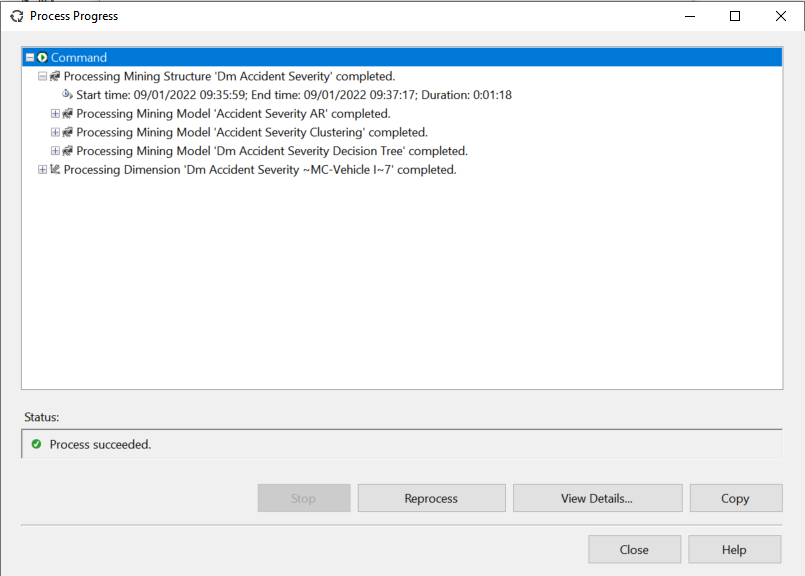 Process Progress
Command
Processing Mining Structure 'Dm Accident Severity' completed.
Start time: 09/01/2022 09:35:59; End time: 09/01/2022 09:37:17; Duration: 0:01:18
Processing Mining Model 'Accident Severity AR' completed.
Processing Mining Model 'Accident Severity Clustering' completed.
Processing Mining Model 'Dm Accident Severity Decision Tree' completed.
Processing Dimension 'Dm Accident Severity ~MC-Vehicle I~7' completed.
Status:
Process succeeded.
Stop Reprocess View Details... Copy
Close Help